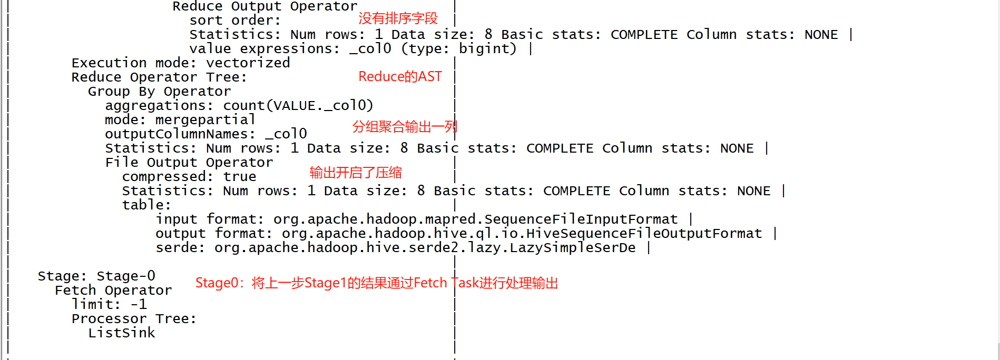 Reduce Output Operator |
sort order: 没有排序字段 |
Statistics: Num rows: 1 Data size: 8 Basic stats: COMPLETE Column stats: NONE |
value expressions: _col0 (type: bigint) |
Execution mode: vectorized |
Reduce Operator Tree: Reduce的AST |
Group By Operator |
aggregations: count(VALUE._col0) |
mode: mergepartial |
outputColumnNames: _col0 分组聚合输出一列 |
Statistics: Num rows: 1 Data size: 8 Basic stats: COMPLETE Column stats: NONE |
File Output Operator |
compressed: true 输出开启了压缩 |
Statistics: Num rows: 1 Data size: 8 Basic stats: COMPLETE Column stats: NONE |
table: |
input format: org.apache.hadoop.mapred.SequenceFileInputFormat |
output format: org.apache.hadoop.hive.ql.io.HiveSequenceFileOutputFormat |
serde: org.apache.hadoop.hive.serde2.lazy.LazySimpleSerDe |
Stage: Stage-0
Stage0：将上一步Stage1的结果通过Fetch Task进行处理输出
Fetch Operator |
limit: -1 |
Processor Tree: |
ListSink |